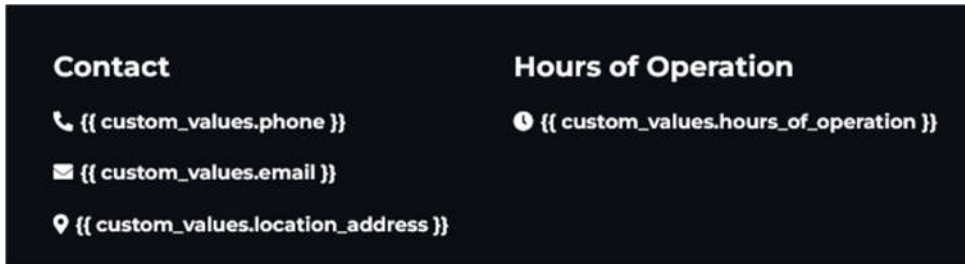 Contact
{{ custom_values.phone }}
{{ custom_values.email }}
{{ custom_values.location_address }}
Hours of Operation
{{ custom_values.hours_of_operation }}